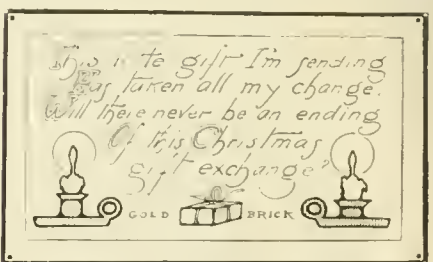 This is te gift I'm sending
Has taken all my change.
Will there never be an ending
Of this Christmas
gift exchange?
GOLD BRICK